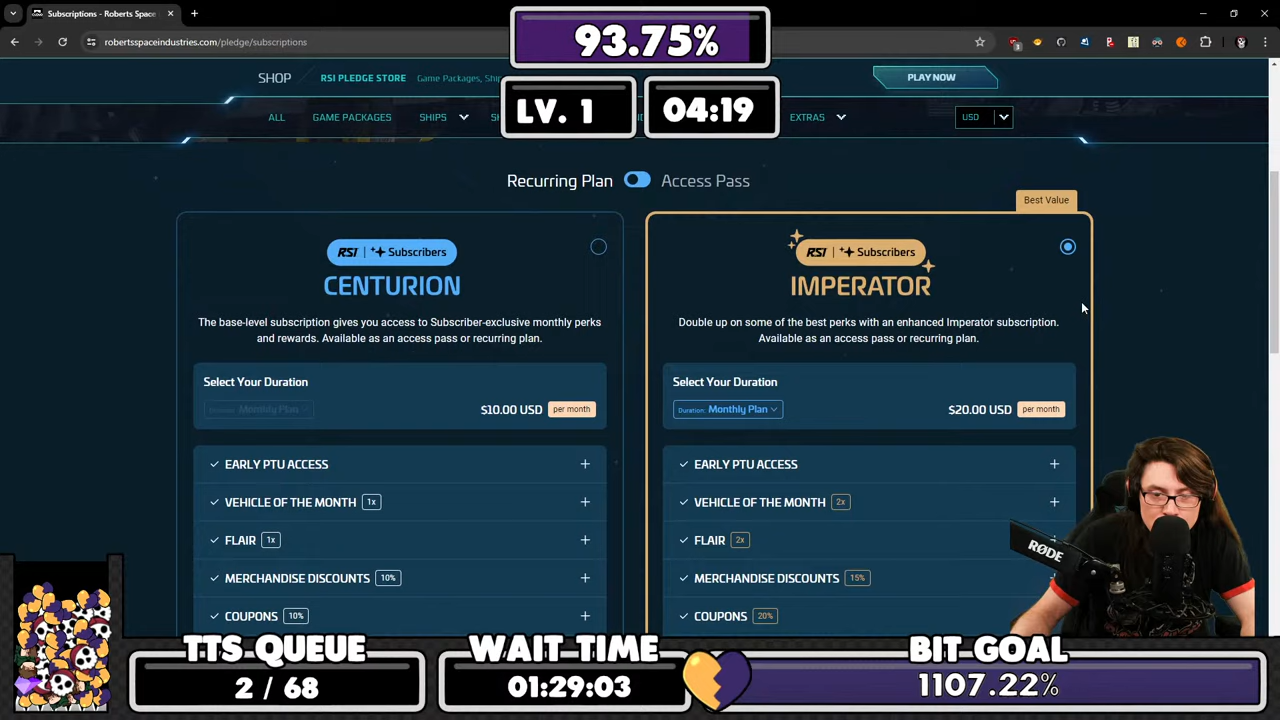 Subscriptions - Roberts Space
robertsspaceindustries.com/pledge/subscriptions
93.75%
LV. 1
04:19
SHOP
RSI PLEDGE STORE
Game Packages,
PLAY NOW
ALL
GAME PACKAGES
SHIPS
EXTRAS
USD
Recurring Plan
Access Pass
Best Value
RSI | Subscribers
CENTURION
The base-level subscription gives you access to Subscriber-exclusive monthly perks
and rewards. Available as an access pass or recurring plan.
Select Your Duration
Monthly Plan
$10.00 USD per month
EARLY PTU ACCESS
VEHICLE OF THE MONTH 1x
FLAIR 1x
MERCHANDISE DISCOUNTS 10%
COUPONS 10%
RSI | Subscribers
IMPERATOR
Double up on some of the best perks with an enhanced Imperator subscription.
Available as an access pass or recurring plan.
Select Your Duration
Duration: Monthly Plan
$20.00 USD per month
EARLY PTU ACCESS
VEHICLE OF THE MONTH 2x
FLAIR 2x
MERCHANDISE DISCOUNTS 15%
COUPONS 20%
RØDE
TTS QUEUE
2 / 68
WAIT TIME
01:29:03
BIT GOAL
1107.22%